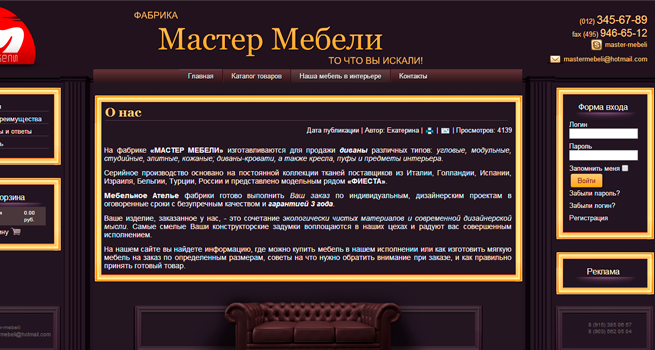 ФАБРИКА
Мастер Мебели
ТО ЧТО ВЫ ИСКАЛИ!
(012) 345-67-89
fax (495) 946-65-12
master-mebeli
mastermebeli@hotmail.com
Главная
Каталог товаров
Наша мебель в интерьере
Контакты
О нас
Дата публикации | Автор: Екатерина | | | Просмотров: 4139
На фабрике «МАСТЕР МЕБЕЛИ» изготавливаются для продажи диваны различных типов: угловые, модульные,
студийные, элитные, кожаные, диваны-кровати, а также кресла, пуфы и предметы интерьера.
Серийное производство основано на постоянной коллекции тканей поставщиков из Италии, Голландии, Испании,
Израиля, Бельгии, Турции, России и представлено модельным рядом «ФИЕСТА».
Мебельное Ателье фабрики готово выполнить Ваш заказ по индивидуальным, дизайнерским проектам в
оговоренные сроки с безупречным качеством и гарантией 3 года.
Ваше изделие, заказанное у нас, - это сочетание экологически чистых материалов и современной дизайнерской
мысли. Самые смелые Ваши конструкторские задумки воплощаются в наших цехах и радуют вас совершенным
исполнением.
На нашем сайте вы найдете информацию, где можно купить мебель в нашем исполнении или как изготовить мягкую
мебель на заказ по определенным размерам, советы на что нужно обратить внимание при заказе, и как правильно
принять готовый товар.
реимущества
ы и ответы
орзина
0,00
руб.
ину
Форма входа
Логин
Пароль
Запомнить меня
Войти
Забыли пароль?
Забыли логин?
Регистрация
Реклама
r-mebeli
mebeli@hotmail.com